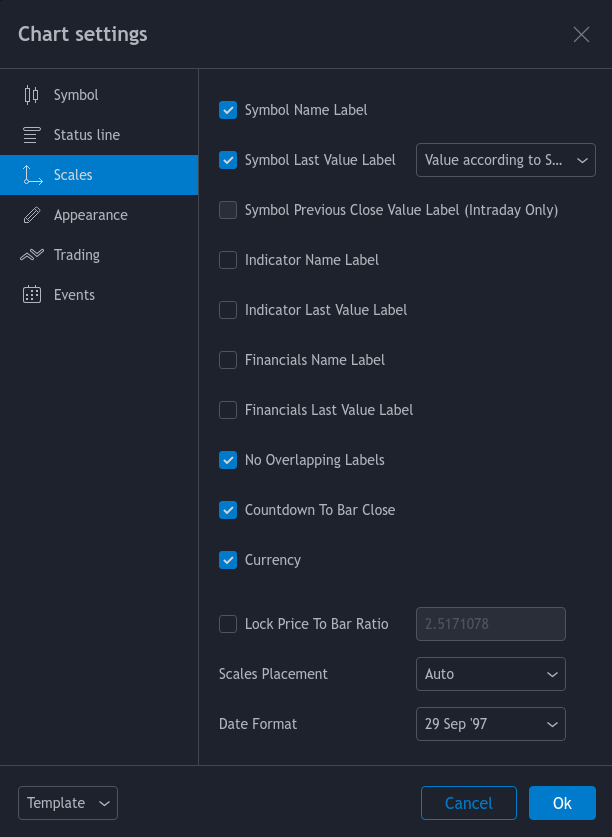 Chart settings
Symbol
Status line
Scales
Appearance
Trading
Events
Symbol Name Label
Symbol Last Value Label Value according to S...
Symbol Previous Close Value Label (Intraday Only)
Indicator Name Label
Indicator Last Value Label
Financials Name Label
Financials Last Value Label
No Overlapping Labels
Countdown To Bar Close
Currency
Lock Price To Bar Ratio 2.5171078
Scales Placement Auto
Date Format 29 Sep '97
Template Cancel Ok